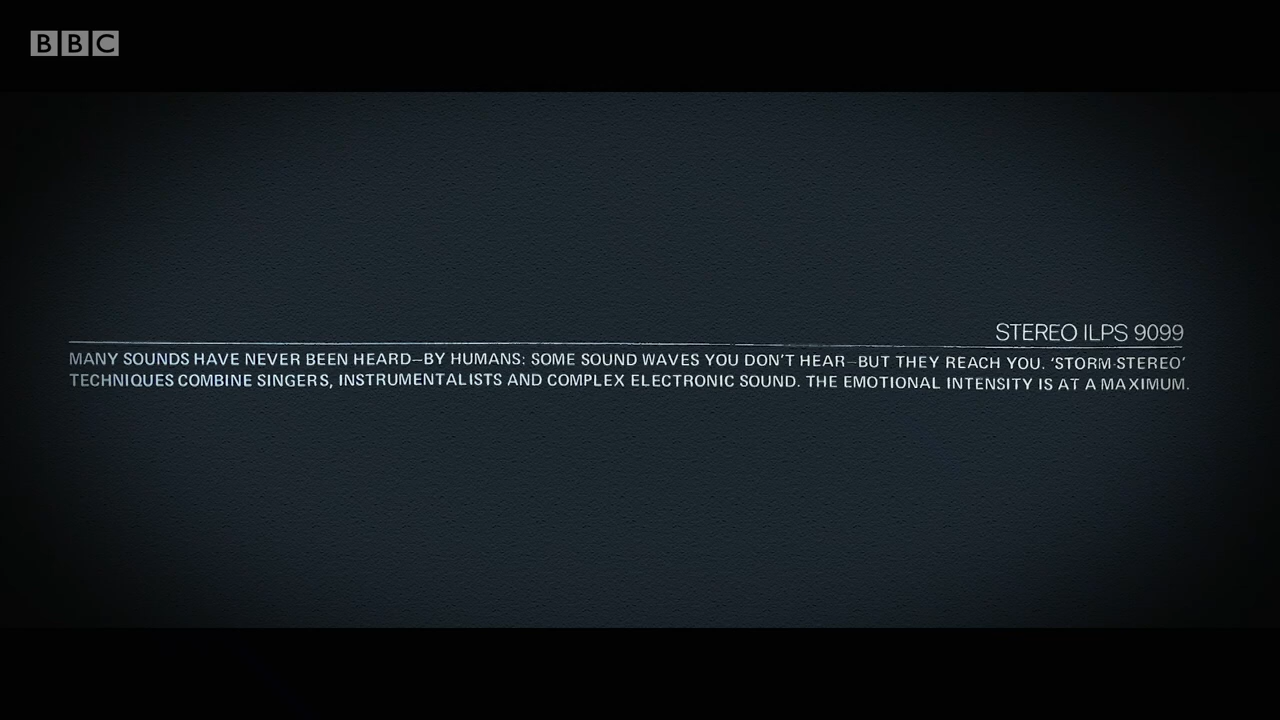 BBC
STEREO ILPS 9099
MANY SOUNDS HAVE NEVER BEEN HEARD—BY HUMANS: SOME SOUND WAVES YOU DON'T HEAR—BUT THEY REACH YOU. 'STORM-STEREO'
TECHNIQUES COMBINE SINGERS, INSTRUMENTALISTS AND COMPLEX ELECTRONIC SOUND. THE EMOTIONAL INTENSITY IS AT A MAXIMUM.